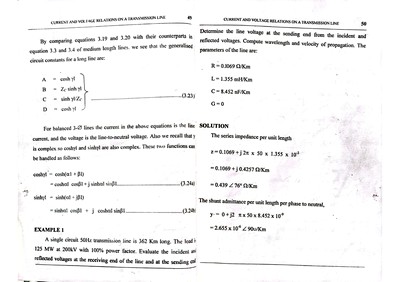 CURRENT AND VOLTAGE RELATIONS ON A TRANSMISSION LINE 45
By comparing equations 3.19 and 3.20 with their counterparts in
equation 3.3 and 3.4 of medium length lines. we see that the generalised
circuit constants for a long line are:
A = cosh γl
B = Zc sinh γl
C = sinh γl/Zc
D = cosh γl
(3.23)
For balanced 3-Ø lines the current in the above equations is the line
current, and the voltage is the line-to-neutral voltage. Also we recall that γ
is complex so coshγl and sinhγl are also complex. These two functions can
be handled as follows:
coshγl = cosh(αl + jβl)
= coshαl cosβl + j sinhαl sinβl (3.24a)
sinhγl = sinh(αl + jβl)
= sinhαl cosβl + j coshαl sinβl (3.24b)
EXAMPLE 1
A single circuit 50Hz transmission line is 362 Km long. The load is
125 MW at 200kV with 100% power factor. Evaluate the incident and
reflected voltages at the receiving end of the line and at the sending end
CURRENT AND VOLTAGE RELATIONS ON A TRANSMISSION LINE 50
Determine the line voltage at the sending end from the incident and
reflected voltages. Compute wavelength and velocity of propagation. The
parameters of the line are:
R = 0.1069 Ω/Km
L = 1.355 mH/Km
C = 8.452 nF/Km
G = 0
SOLUTION
The series impedance per unit length
z = 0.1069 + j 2π x 50 x 1.355 x 10⁻³
= 0.1069 + j 0.4257 Ω/Km
= 0.439 ∠ 76° Ω/Km
The shunt admittance per unit length per phase to neutral,
y = 0 + j2 π x 50 x 8.452 x 10⁻⁹
= 2.655 x 10⁻⁶ ∠ 90 /Km